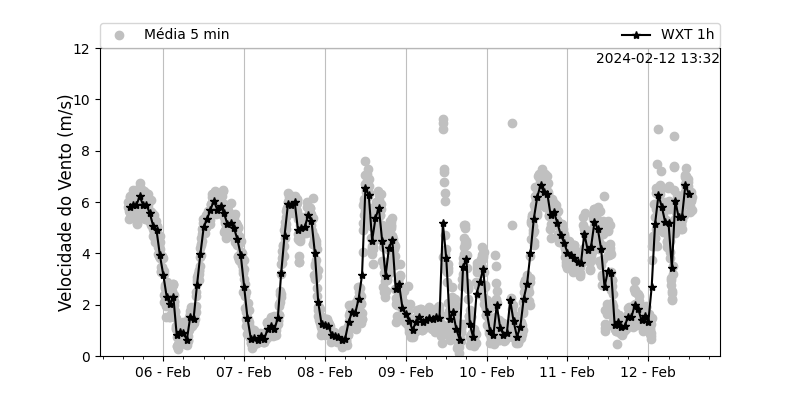 Média 5 min
WXT 1h
2024-02-12 13:32
Velocidade do Vento (m/s)
12
10
8
6
4
2
0
06 - Feb
07 - Feb
08 - Feb
09 - Feb
10 - Feb
11 - Feb
12 - Feb